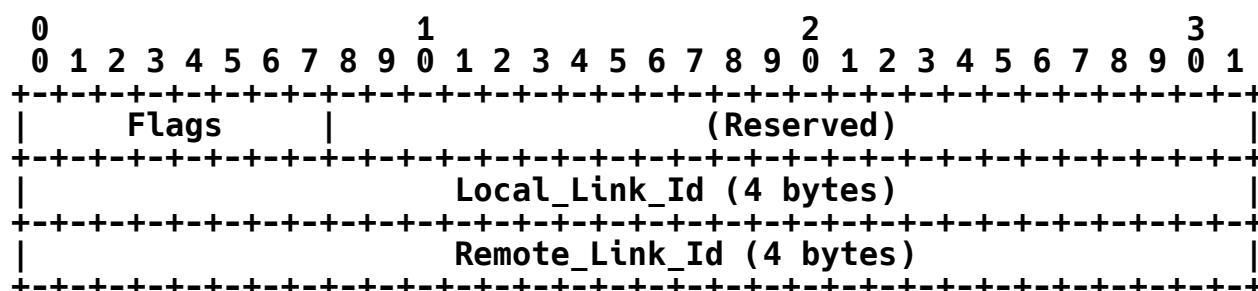 0                   1                   2                   3
 0 1 2 3 4 5 6 7 8 9 0 1 2 3 4 5 6 7 8 9 0 1 2 3 4 5 6 7 8 9 0 1
+-+-+-+-+-+-+-+-+-+-+-+-+-+-+-+-+-+-+-+-+-+-+-+-+-+-+-+-+-+-+-+-+
|     Flags     |                   (Reserved)                  |
+-+-+-+-+-+-+-+-+-+-+-+-+-+-+-+-+-+-+-+-+-+-+-+-+-+-+-+-+-+-+-+-+
|                      Local_Link_Id (4 bytes)                  |
+-+-+-+-+-+-+-+-+-+-+-+-+-+-+-+-+-+-+-+-+-+-+-+-+-+-+-+-+-+-+-+-+
|                      Remote_Link_Id (4 bytes)                 |
+-+-+-+-+-+-+-+-+-+-+-+-+-+-+-+-+-+-+-+-+-+-+-+-+-+-+-+-+-+-+-+-+